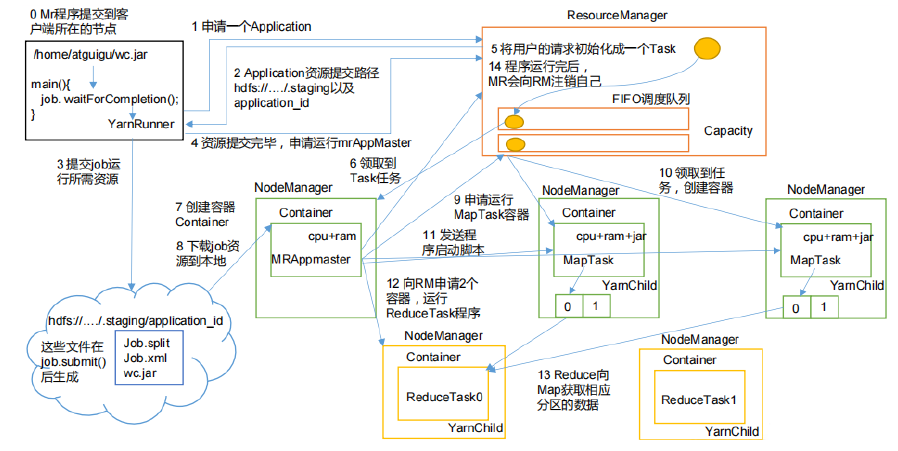 0 Mr程序提交到客
户端所在的节点
/home/atguigu/wc.jar
main(){
job. waitForCompletion();
}
YarnRunner
1 申请一个Application
2 Application资源提交路径
hdfs://…./.staging以及
application_id
4 资源提交完毕，申请运行mrAppMaster
ResourceManager
5 将用户的请求初始化成一个Task
14 程序运行完后，
MR会向RM注销自己
FIFO调度队列
Capacity
3 提交job运
行所需资源
6 领取到
Task任务
7 创建容器
Container
8 下载job资
源到本地
NodeManager
Container
cpu+ram
MRAppmaster
9 申请运行
MapTask容器
11 发送程
序启动脚本
10 领取到任
务，创建容器
NodeManager
Container
cpu+ram+jar
MapTask
YarnChild
0
1
NodeManager
Container
cpu+ram+jar
MapTask
YarnChild
0
1
hdfs://…./.staging/application_id
这些文件在
job.submit()
后生成
Job.split
Job.xml
wc.jar
12 向RM申请2个
容器，运行
ReduceTask程序
NodeManager
Container
ReduceTask0
YarnChild
13 Reduce向
Map获取相应
分区的数据
NodeManager
Container
ReduceTask1
YarnChild